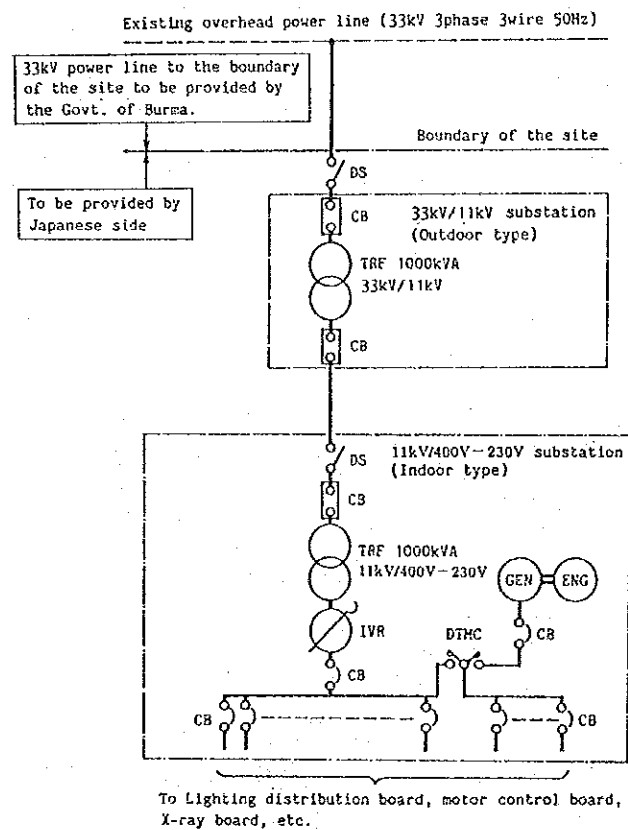 Existing overhead power line (33kV 3phase 3wire 50Hz)
33kV power line to the boundary
of the site to be provided by
the Govt. of Burma.
Boundary of the site
To be provided by
Japanese side
DS
CB
33kV/11kV substation
(Outdoor type)
TRF 1000kVA
33kV/11kV
CB
DS
11kV/400V-230V substation
(Indoor type)
CB
TRF 1000kVA
11kV/400V-230V
GEN
ENG
IVR
DTMC
CB
CB
CB
CB
To Lighting distribution board, motor control board,
X-ray board, etc.